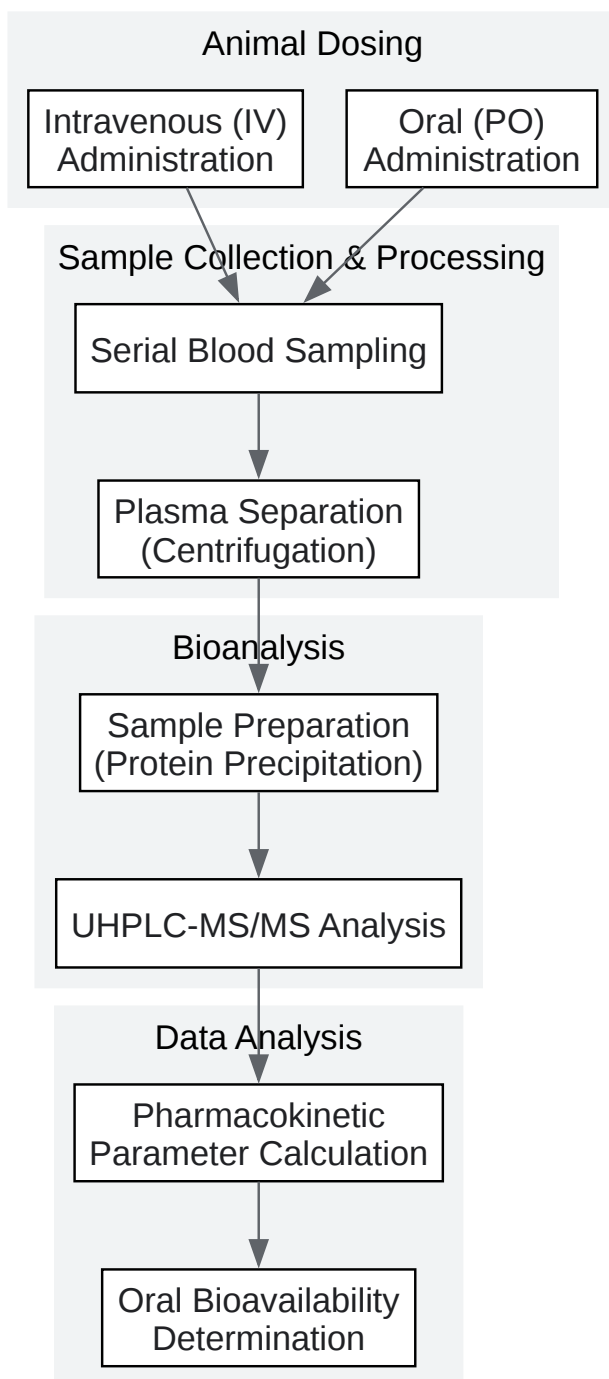 Animal Dosing
Intravenous (IV)
Administration
Oral (PO)
Administration
Sample Collection & Processing
Serial Blood Sampling
Plasma Separation
(Centrifugation)
Bioanalysis
Sample Preparation
(Protein Precipitation)
UHPLC-MS/MS Analysis
Data Analysis
Pharmacokinetic
Parameter Calculation
Oral Bioavailability
Determination